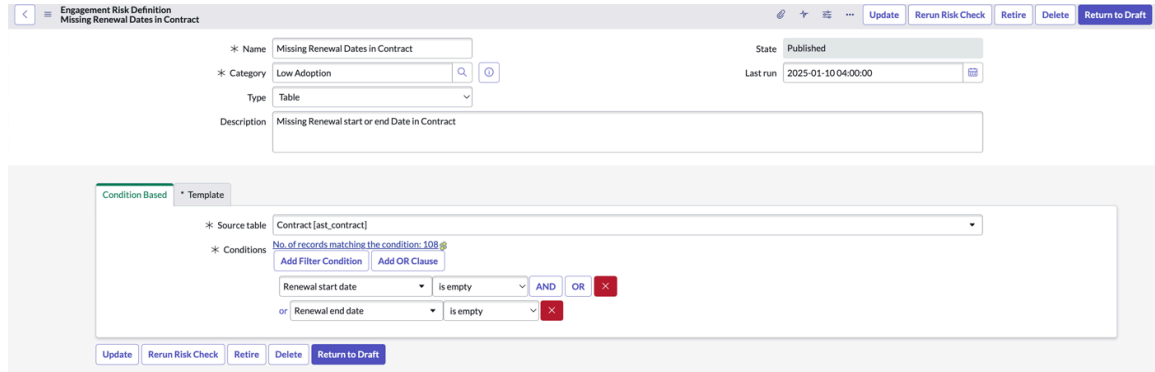 Engagement Risk Definition
Missing Renewal Dates in Contract
Update Rerun Risk Check Retire Delete Return to Draft
Name Missing Renewal Dates in Contract
State Published
Category Low Adoption
Last run 2025-01-10 04:00:00
Type Table
Description Missing Renewal start or end Date in Contract
Condition Based * Template
Source table Contract [ast_contract]
Conditions No. of records matching the condition: 108
Add Filter Condition Add OR Clause
Renewal start date is empty AND OR
or Renewal end date is empty
Update Rerun Risk Check Retire Delete Return to Draft